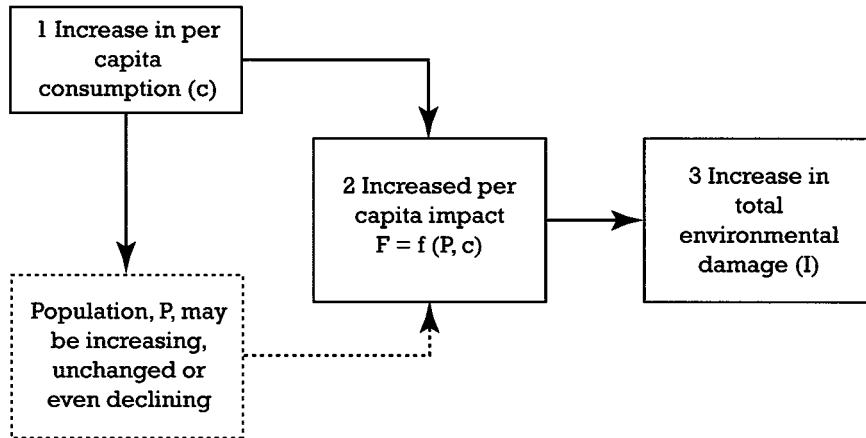 1 Increase in per
capita
consumption (c)
2 Increased per
capita impact
F = f (P, c)
3 Increase in
total
environmental
damage (I)
Population, P, may
be increasing,
unchanged or
even declining